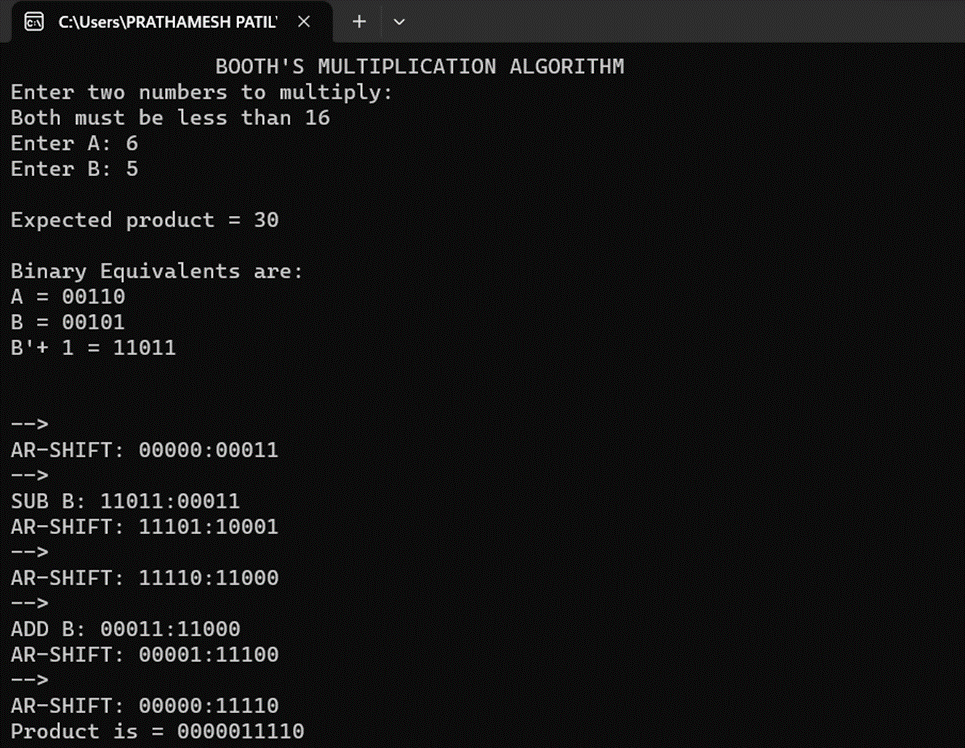 C:\Users\PRATHAMESH PATIL'
BOOTH'S MULTIPLICATION ALGORITHM
Enter two numbers to multiply:
Both must be less than 16
Enter A: 6
Enter B: 5
Expected product = 30
Binary Equivalents are:
A = 00110
B = 00101
B'+ 1 = 11011
-->
AR-SHIFT: 00000:00011
-->
SUB B: 11011:00011
AR-SHIFT: 11101:10001
-->
AR-SHIFT: 11110:11000
-->
ADD B: 00011:11000
AR-SHIFT: 00001:11100
-->
AR-SHIFT: 00000:11110
Product is = 0000011110